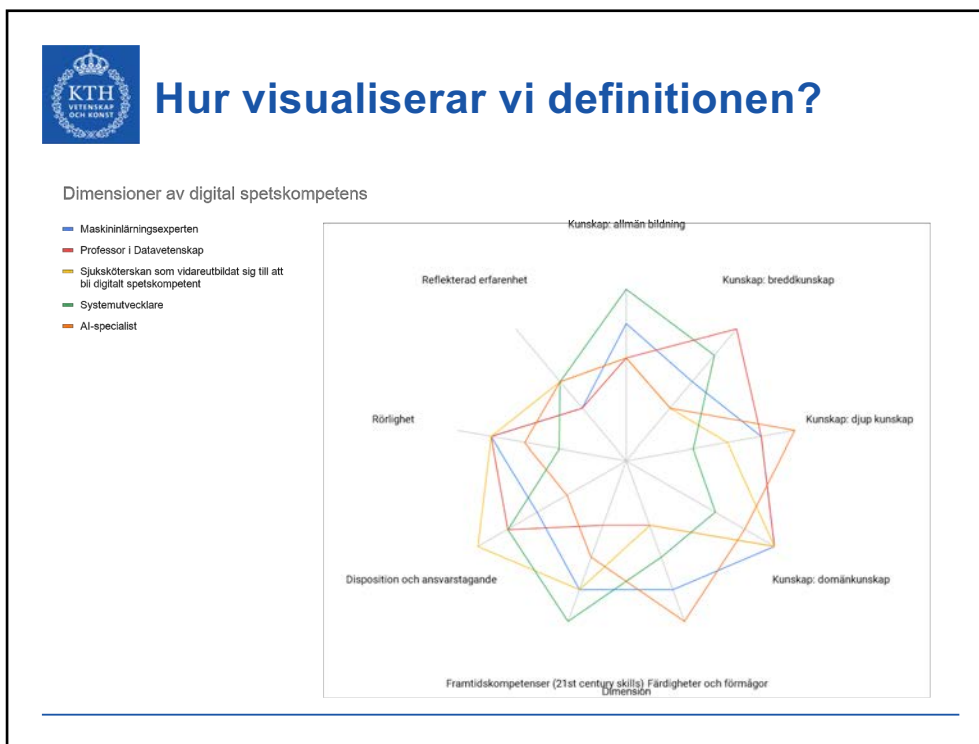 KTH
VETENSKAP
OCH KONST
Hur visualiserar vi definitionen?
Dimensioner av digital spetskompetens
Maskininlärningsexperten
Professor i Datavetenskap
Sjuksköterskan som vidareutbildat sig till att
bli digitalt spetskompetent
Systemutvecklare
AI-specialist
Kunskap: allmän bildning
Reflekterad erfarenhet
Kunskap: breddkunskap
Rörlighet
Kunskap: djup kunskap
Disposition och ansvarstagande
Kunskap: domänkunskap
Framtidskompetenser (21st century skills) Färdigheter och förmågor
Dimension